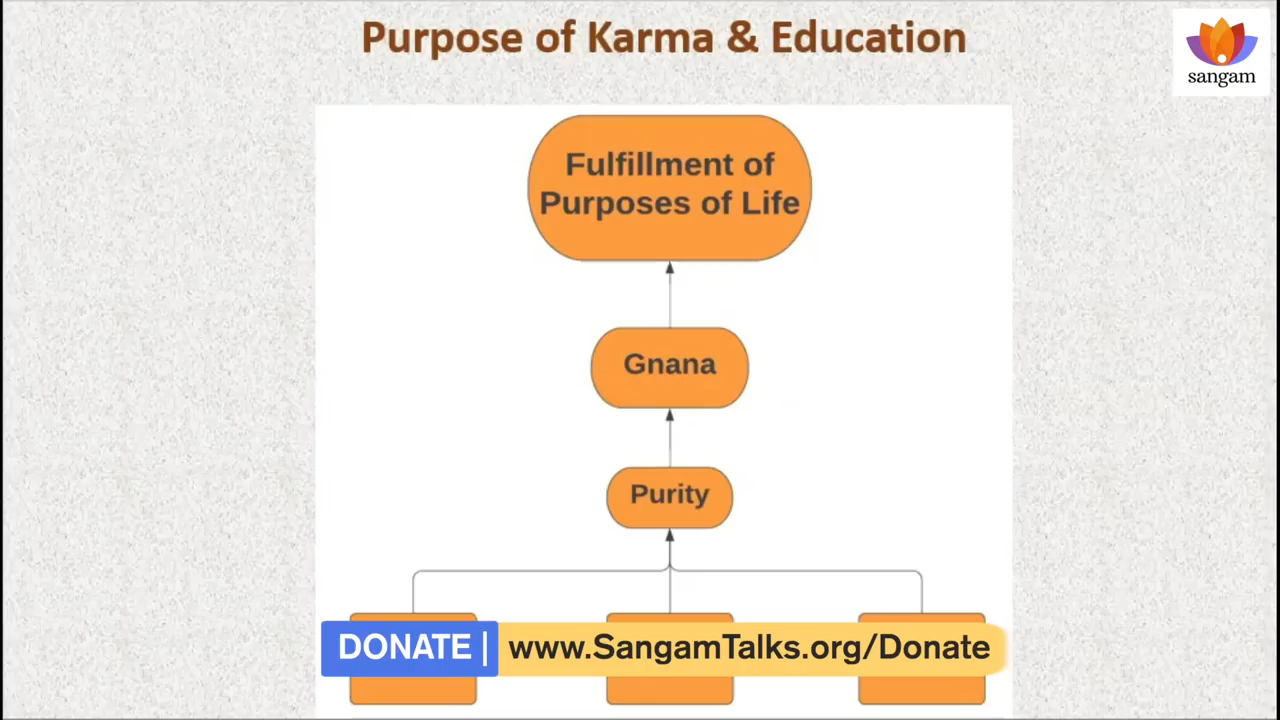 Purpose of Karma & Education
sangam
Fulfillment of
Purposes of Life
Gnana
Purity
DONATE | www.SangamTalks.org/Donate